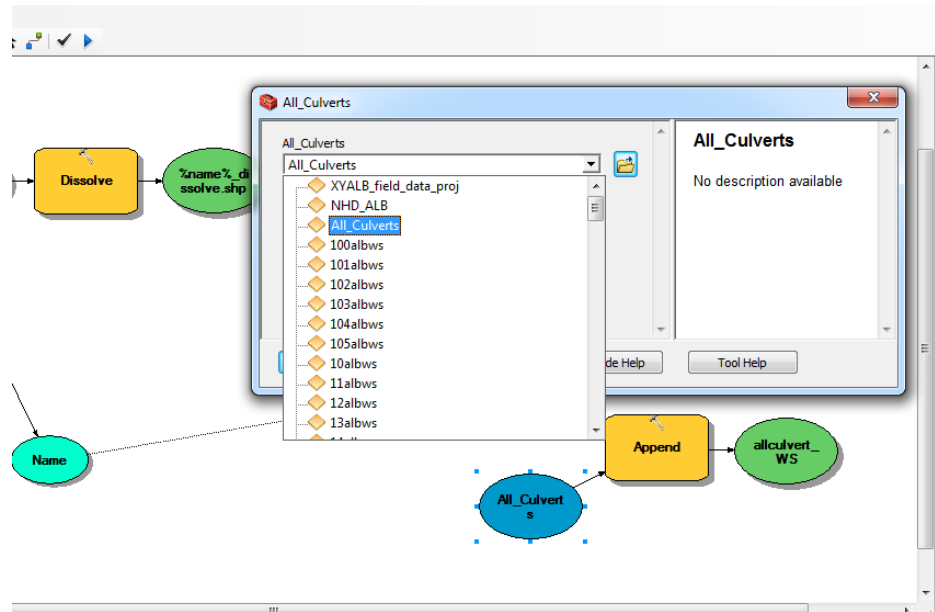 All_Culverts
All_Culverts
All_Culverts
XYALB_field_data_proj
NHD_ALB
All_Culverts
100albws
101albws
102albws
103albws
104albws
105albws
10albws
11albws
12albws
13albws
All_Culverts
No description available
de Help
Tool Help
Dissolve
%name%_di
ssolve.shp
Name
All_Culvert
s
Append
allculvert_
WS